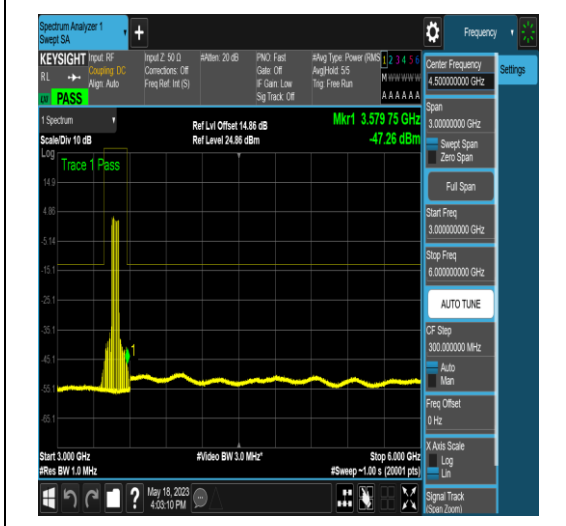 Spectrum Analyzer 1
Swept SA
Frequency
KEYSIGHT
Input: RF
Coupling: DC
Align: Auto
Input Z: 50 Ω
Corrections: Off
Freq Ref: Int (S)
#Atten: 20 dB
PNO: Fast
Gate: Off
IF Gain: Low
Sig Track: Off
#Avg Type: Power (RMS
Avg|Hold: 5/5
Trig: Free Run
1 2 3 4 5 6
M W W W W W
A A A A A A
R L
PASS
1 Spectrum
Scale/Div 10 dB
Ref Lvl Offset 14.86 dB
Ref Level 24.86 dBm
Mkr1 3.579 75 GHz
-47.26 dBm
Log
Trace 1 Pass
14.9
4.86
-5.14
-15.1
-25.1
-35.1
-45.1
-55.1
-65.1
1
Start 3.000 GHz
#Res BW 1.0 MHz
#Video BW 3.0 MHz*
Stop 6.000 GHz
#Sweep ~1.00 s (20001 pts)
May 18, 2023
4:03:10 PM
Settings
Center Frequency
4.500000000 GHz
Span
3.00000000 GHz
Swept Span
Zero Span
Full Span
Start Freq
3.000000000 GHz
Stop Freq
6.000000000 GHz
AUTO TUNE
CF Step
300.000000 MHz
Auto
Man
Freq Offset
0 Hz
X Axis Scale
Log
Lin
Signal Track
(Span Zoom)